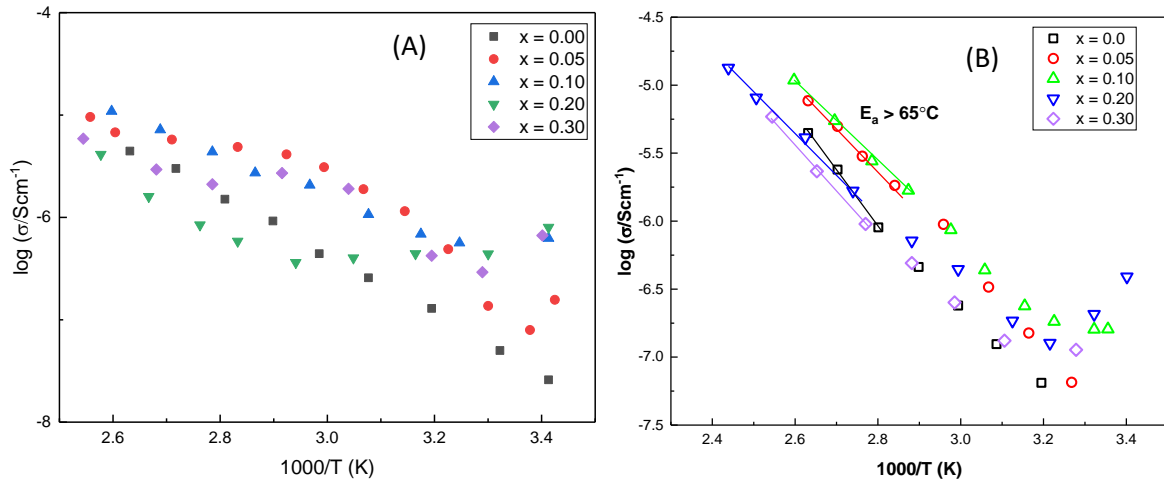 (A)
x = 0.00
x = 0.05
x = 0.10
x = 0.20
x = 0.30
-4
-6
-8
log (σ/Scm⁻¹)
2.6 2.8 3.0 3.2 3.4
1000/T (K)
(B)
x = 0.0
x = 0.05
x = 0.10
x = 0.20
x = 0.30
Eₐ > 65°C
-4.5
-5.0
-5.5
-6.0
-6.5
-7.0
-7.5
log (σ/Scm⁻¹)
2.4 2.6 2.8 3.0 3.2 3.4
1000/T (K)